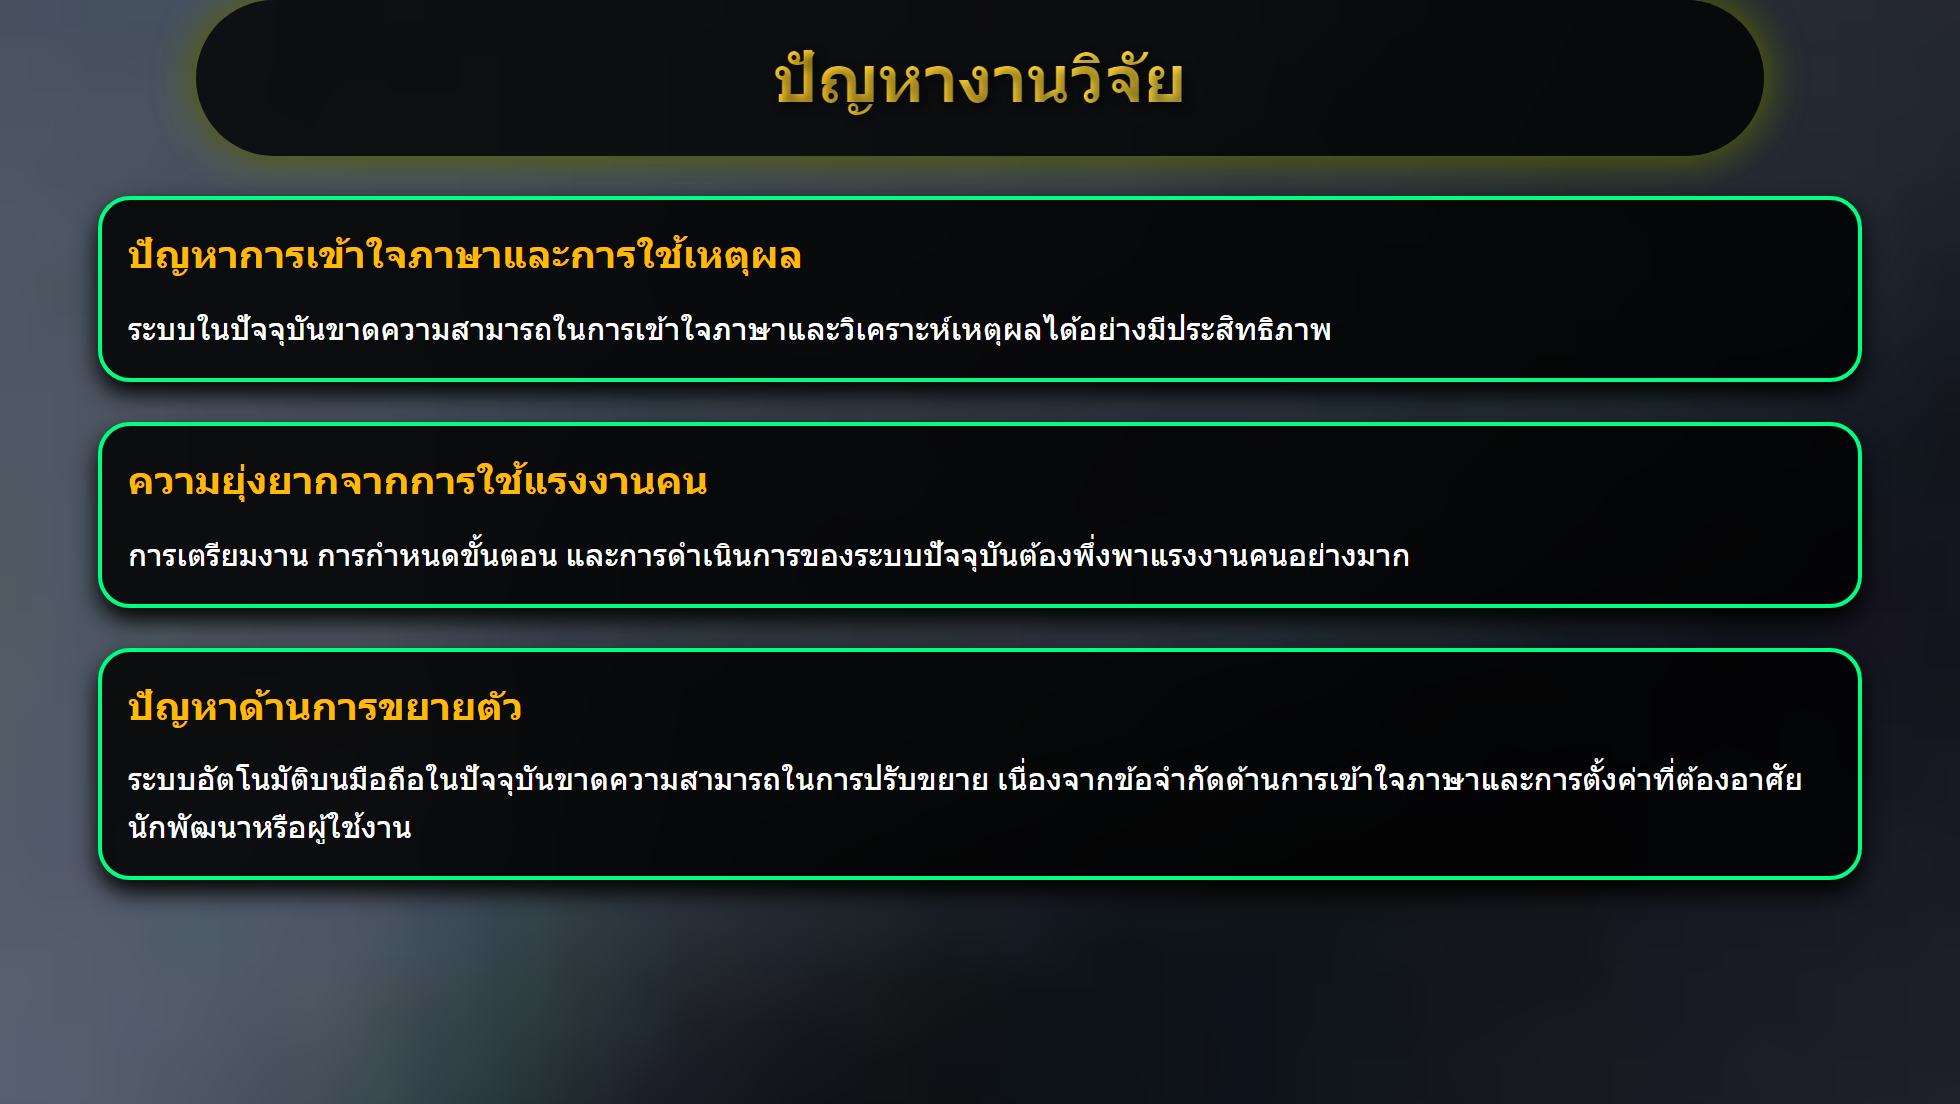 ปัญหางานวิจัย
ปัญหาการเข้าใจภาษาและการใช้เหตุผล
ระบบในปัจจุบันขาดความสามารถในการเข้าใจภาษาและวิเคราะห์เหตุผลได้อย่างมีประสิทธิภาพ
ความยุ่งยากจากการใช้แรงงานคน
การเตรียมงาน การกำหนดขั้นตอน และการดำเนินการของระบบปัจจุบันต้องพึ่งพาแรงงานคนอย่างมาก
ปัญหาด้านการขยายตัว
ระบบอัตโนมัติบนมือถือในปัจจุบันขาดความสามารถในการปรับขยาย เนื่องจากข้อจำกัดด้านการเข้าใจภาษาและการตั้งค่าที่ต้องอาศัย
นักพัฒนาหรือผู้ใช้งาน